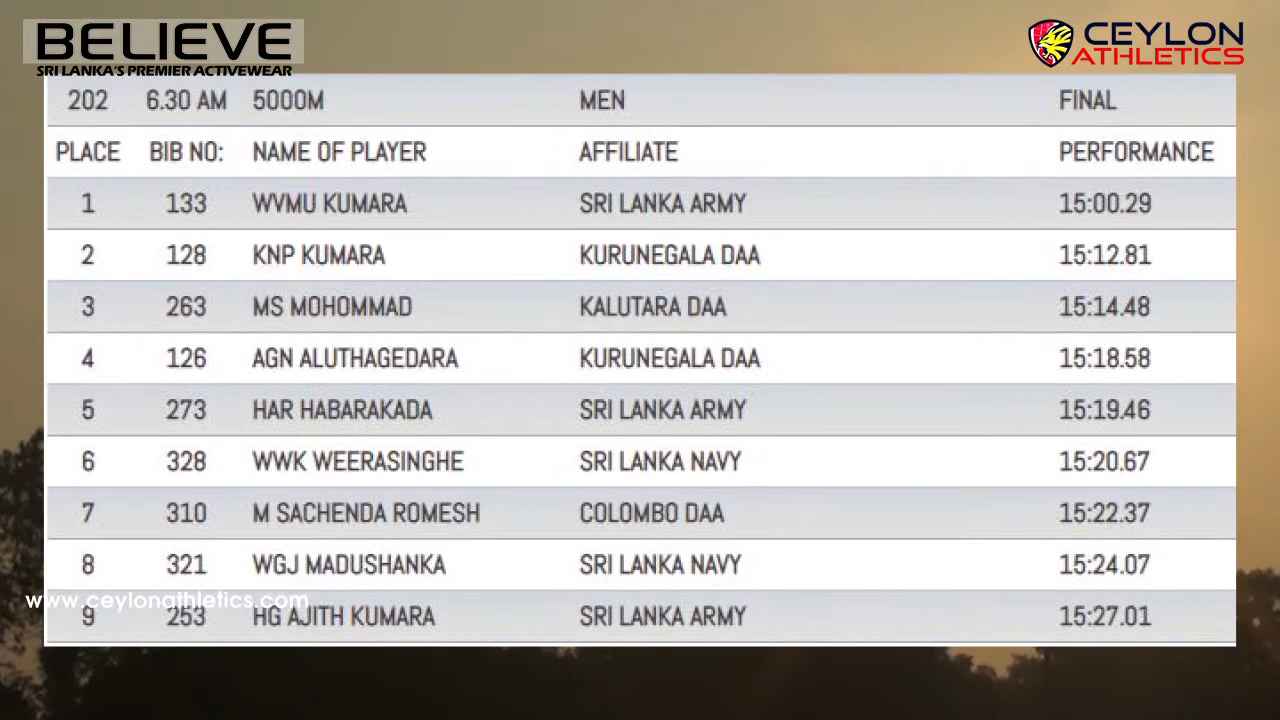 BELIEVE
SRI LANKA'S PREMIER ACTIVEWEAR
CEYLON
ATHLETICS
202 6.30 AM 5000M MEN FINAL
PLACE BIB NO: NAME OF PLAYER AFFILIATE PERFORMANCE
1 133 WVMU KUMARA SRI LANKA ARMY 15:00.29
2 128 KNP KUMARA KURUNEGALA DAA 15:12.81
3 263 MS MOHOMMAD KALUTARA DAA 15:14.48
4 126 AGN ALUTHAGEDARA KURUNEGALA DAA 15:18.58
5 273 HAR HABARAKADA SRI LANKA ARMY 15:19.46
6 328 WWK WEERASINGHE SRI LANKA NAVY 15:20.67
7 310 M SACHENDA ROMESH COLOMBO DAA 15:22.37
8 321 WGJ MADUSHANKA SRI LANKA NAVY 15:24.07
www.ceylonathletics.com
9 253 HG AJITH KUMARA SRI LANKA ARMY 15:27.01